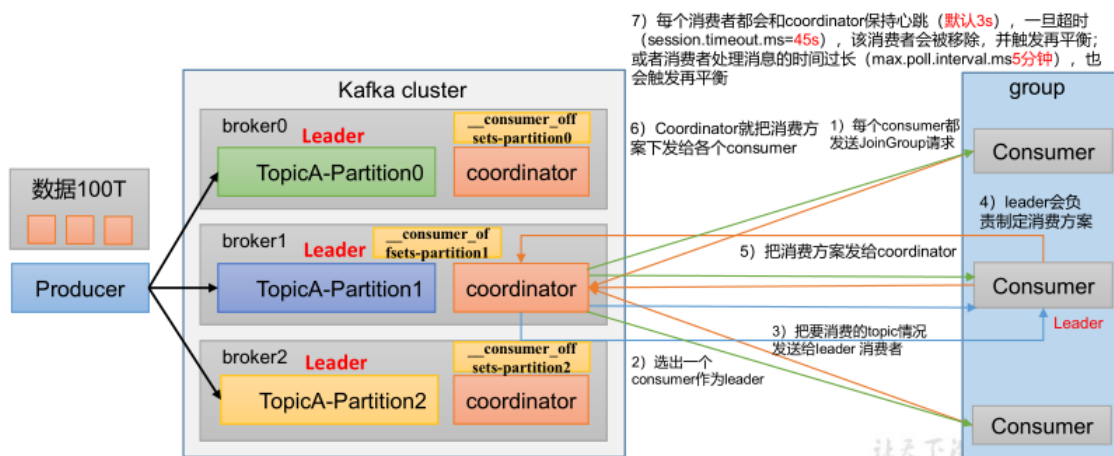 7）每个消费者都会和coordinator保持心跳（默认3s），一旦超时
（session.timeout.ms=45s），该消费者会被移除，并触发再平衡；
或者消费者处理消息的时间过长（max.poll.interval.ms5分钟），也
会触发再平衡
Kafka cluster
group
broker0
Leader
__consumer_off
sets-partition0
TopicA-Partition0
coordinator
6）Coordinator就把消费方
案下发给各个consumer
1）每个consumer都
发送JoinGroup请求
Consumer
数据100T
4）leader会负
责制定消费方案
broker1
Leader
__consumer_of
fsets-partition1
5）把消费方案发给coordinator
Producer
TopicA-Partition1
coordinator
Consumer
Leader
3）把要消费的topic情况
发送给leader 消费者
broker2
Leader
__consumer_off
sets-partition2
2）选出一个
consumer作为leader
TopicA-Partition2
coordinator
Consumer
让天下